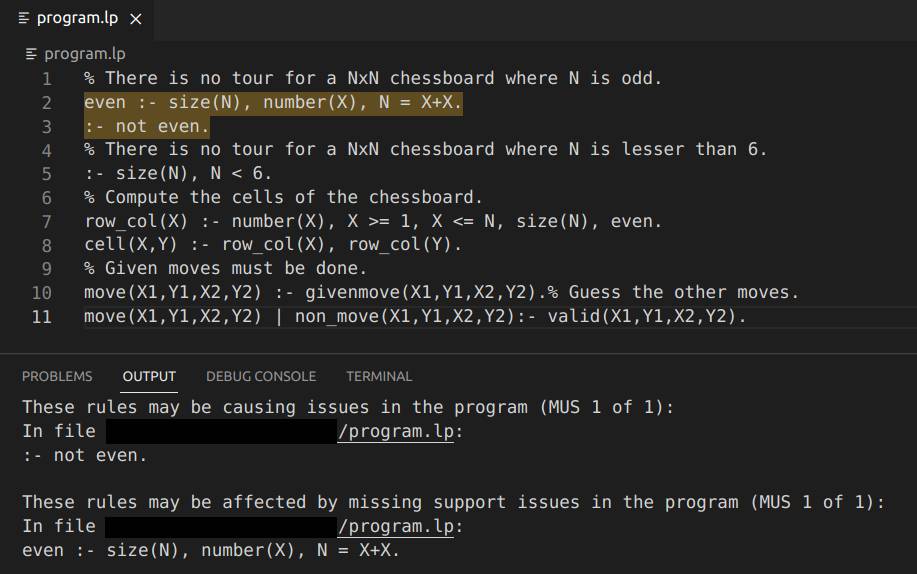 program.lp ×
program.lp
1 % There is no tour for a NxN chessboard where N is odd.
2 even :- size(N), number(X), N = X+X.
3 :- not even.
4 % There is no tour for a NxN chessboard where N is lesser than 6.
5 :- size(N), N < 6.
6 % Compute the cells of the chessboard.
7 row_col(X) :- number(X), X >= 1, X <= N, size(N), even.
8 cell(X,Y) :- row_col(X), row_col(Y).
9 % Given moves must be done.
10 move(X1,Y1,X2,Y2) :- givenmove(X1,Y1,X2,Y2).% Guess the other moves.
11 move(X1,Y1,X2,Y2) | non_move(X1,Y1,X2,Y2):- valid(X1,Y1,X2,Y2).
PROBLEMS OUTPUT DEBUG CONSOLE TERMINAL
These rules may be causing issues in the program (MUS 1 of 1):
In file /program.lp:
:- not even.
These rules may be affected by missing support issues in the program (MUS 1 of 1):
In file /program.lp:
even :- size(N), number(X), N = X+X.